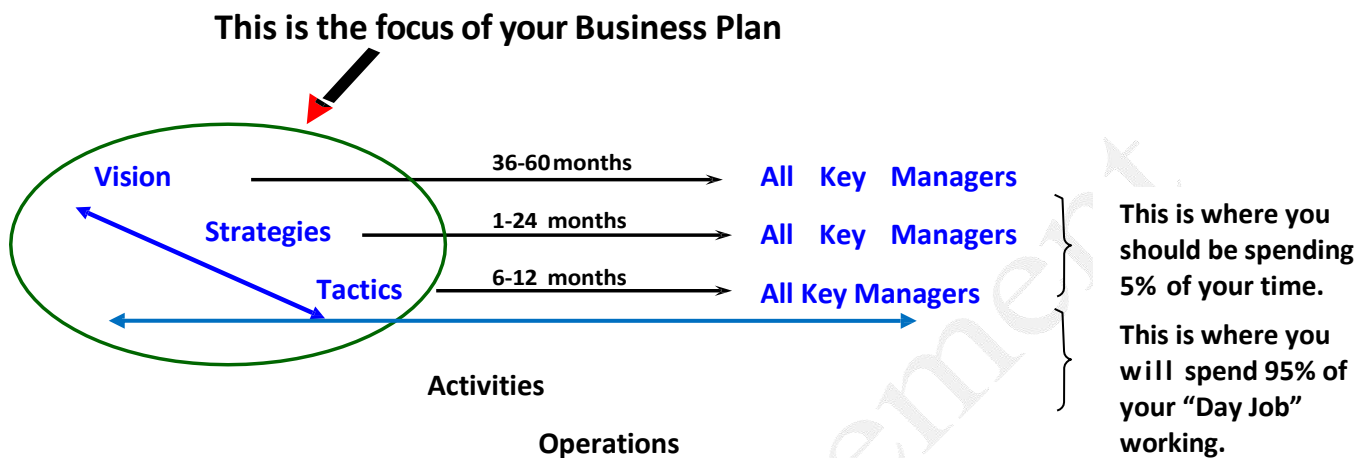 This is the focus of your Business Plan
Vision
36-60 months
All Key Managers
Strategies
1-24 months
All Key Managers
Tactics
6-12 months
All Key Managers
This is where you
should be spending
5% of your time.
Activities
Operations
This is where you
will spend 95% of
your “Day Job”
working.